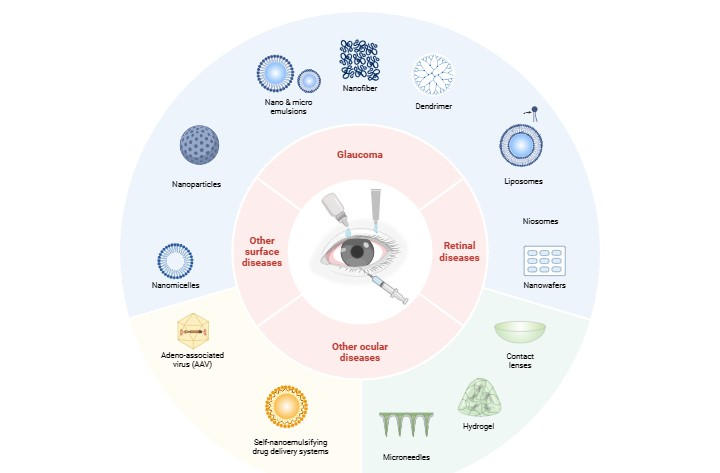 Nano & micro
emulsions
Nanofiber
Dendrimer
Nanoparticles
Liposomes
Niosomes
Nanomicelles
Nanowafers
Glaucoma
Other
surface
diseases
Retinal
diseases
Other ocular
diseases
Adeno-associated
virus (AAV)
Contact
lenses
Self-nanoemulsifying
drug delivery systems
Hydrogel
Microneedles